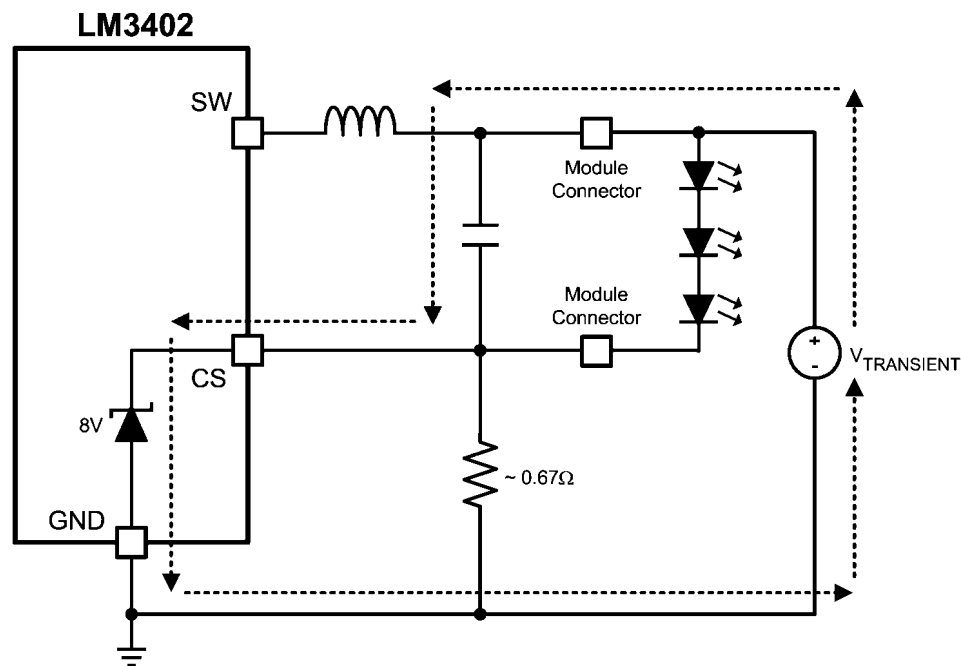 LM3402
SW
Module
Connector
Module
Connector
+
-
VTRANSIENT
CS
8V
~ 0.67Ω
GND